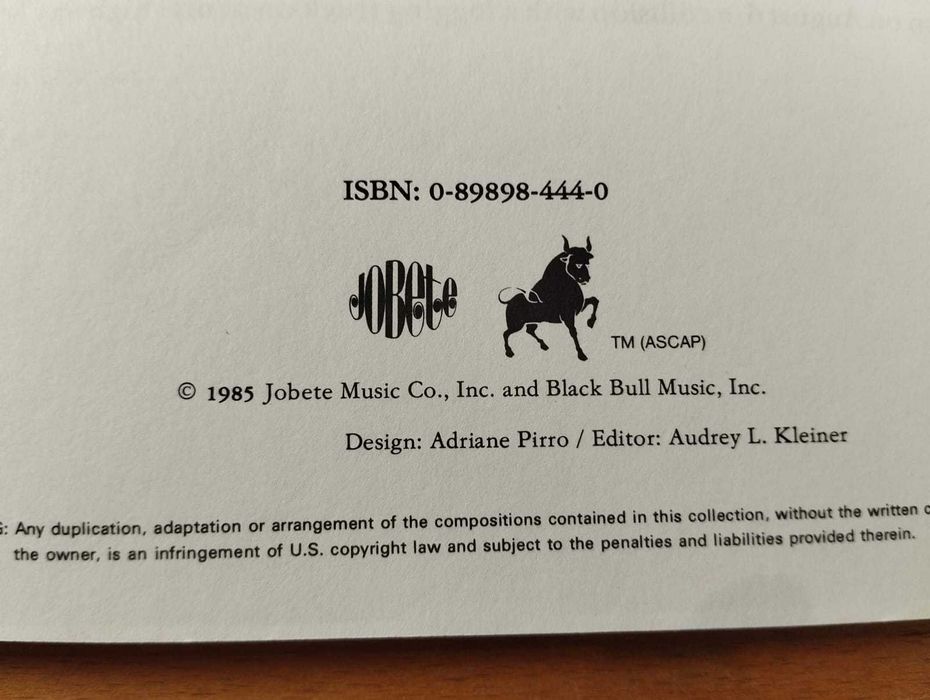 ISBN: 0-89898-444-0
JOBete
TM (ASCAP)
© 1985 Jobete Music Co., Inc. and Black Bull Music, Inc.
Design: Adriane Pirro / Editor: Audrey L. Kleiner
: Any duplication, adaptation or arrangement of the compositions contained in this collection, without the written
the owner, is an infringement of U.S. copyright law and subject to the penalties and liabilities provided therein.